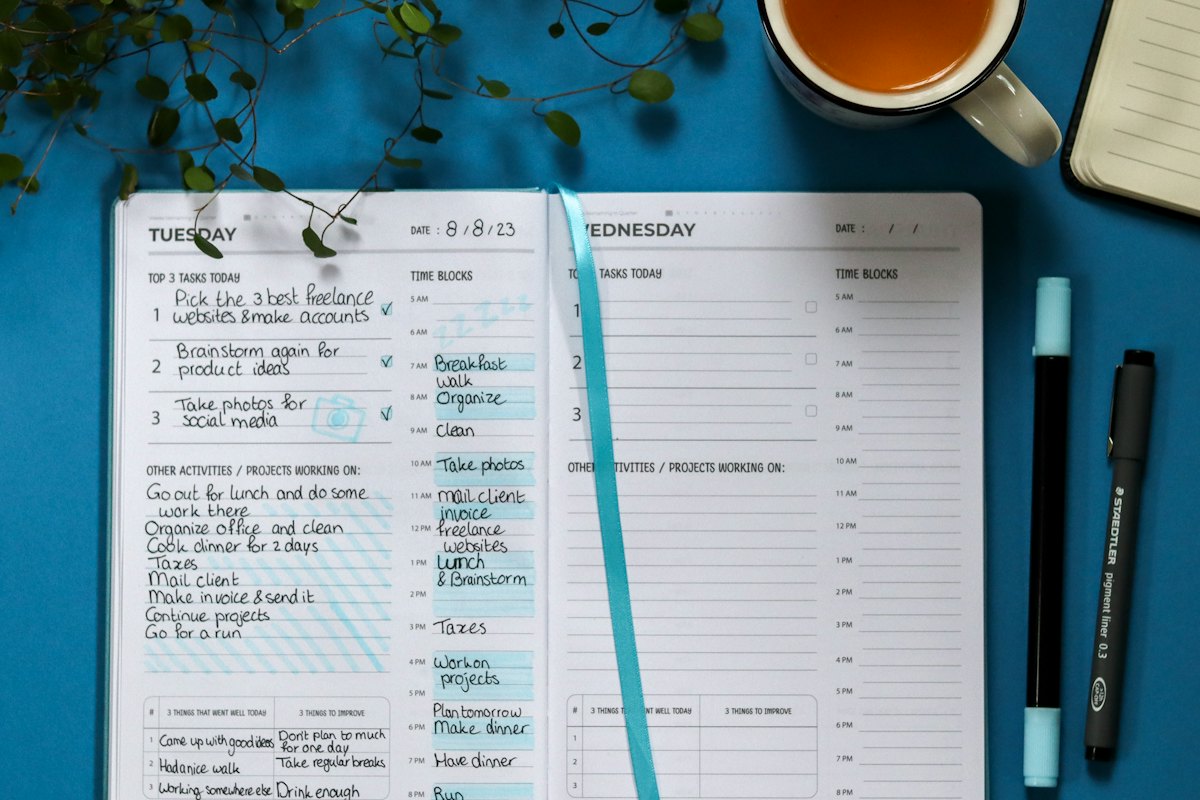 TUESDAY
DATE : 8/8/23
TOP 3 TASKS TODAY
1 Pick the 3 best freelance
websites & make accounts
2 Brainstorm again for
product ideas
3 Take photos for
social media
OTHER ACTIVITIES / PROJECTS WORKING ON:
Go out for lunch and do some
work there
Organize office and clean
Cook dinner for 2 days
Taxes
Mail client
Make invoice & send it
Continue projects
Go for a run
# 3 THINGS THAT WENT WELL TODAY 3 THINGS TO IMPROVE
1 Came up with good ideas Don't plan to much
for one day
2 Had a nice walk Take regular breaks
3 Working somewhere else Drink enough
TIME BLOCKS
5 AM
zzzzz
6 AM
7 AM Breakfast
walk
8 AM Organize
9 AM Clean
10 AM Take photos
11 AM Mail client
invoice
12 PM freelance
websites
1 PM Lunch
& Brainstorm
2 PM
3 PM Taxes
4 PM Work on
projects
5 PM
Plan tomorrow
6 PM Make dinner
7 PM Have dinner
8 PM Run
WEDNESDAY
DATE : / /
TASKS TODAY
1
2
3
PROJECTS WORKING ON:
# 3 THINGS WELL TODAY 3 THINGS TO IMPROVE
1
2
3
TIME BLOCKS
5 AM
6 AM
7 AM
8 AM
9 AM
10 AM
11 AM
12 PM
1 PM
2 PM
3 PM
4 PM
5 PM
6 PM
7 PM
8 PM
STAEDTLER
pigment liner 0.3